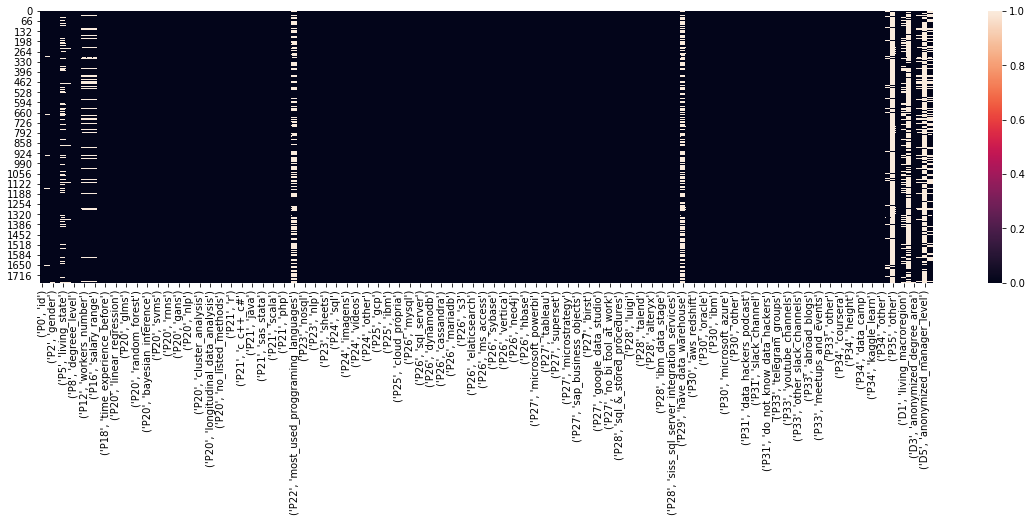 0
66
132
198
264
330
396
462
528
594
660
726
792
858
924
990
1056
1122
1188
1254
1320
1386
1452
1518
1584
1650
1716
1.0
0.8
0.6
0.4
0.2
0.0
('P0', 'id')
('P2', 'gender')
('P5', 'living_state')
('P8', 'degreee_level')
('P12', 'workers_number')
('P16', 'salary_range')
('P18', 'time_experience_before')
('P20', 'linear_regression')
('P20', 'glms')
('P20', 'random_forest')
('P20', 'bayesian_inference')
('P20', 'svms')
('P20', 'rnns')
('P20', 'gans')
('P20', 'nlp')
('P20', 'cluster_analysis')
('P20', 'longitudinal_data_analysis')
('P20', 'no_listed_methods')
('P21', 'r')
('P21', 'c_c++_c#')
('P21', 'java')
('P21', 'sas_stata')
('P21', 'scala')
('P21', 'php')
('P22', 'most_used_proggraming_languages')
('P23', 'nosql')
('P23', 'nlp')
('P23', 'sheets')
('P24', 'sql')
('P24', 'imagens')
('P24', 'videos')
('P24', 'other')
('P25', 'gcp')
('P25', 'ibm')
('P25', 'cloud_própria')
('P26', 'mysql')
('P26', 'sql_server')
('P26', 'dynamodb')
('P26', 'cassandra')
('P26', 'mariadb')
('P26', 's3')
('P26', 'elaticsearch')
('P26', 'ms_access')
('P26', 'sybase')
('P26', 'vertica')
('P26', 'neo4j')
('P26', 'hbase')
('P27', 'microsoft_powerbi')
('P27', 'tableau')
('P27', 'superset')
('P27', 'microstrategy')
('P27', 'sap_business_objects')
('P27', 'birst')
('P27', 'google_data_studio')
('P27', 'no_bi_tool_at_work')
('P28', 'sql_&_stored_procedures')
('P28', 'luigi')
('P28', 'talend')
('P28', 'alteryx')
('P28', 'ibm_data_stage')
('P28', 'siss_sql_server_integration_services')
('P29', 'have_data_warehouse')
('P30', 'aws_redshift')
('P30', 'oracle')
('P30', 'ibm')
('P30', 'microsoft_azure')
('P30', 'other')
('P31', 'data_hackers_podcast')
('P31', 'slack_channel')
('P31', 'do_not_know_data_hackers')
('P33', 'telegram_groups')
('P33', 'youtube_channels')
('P33', 'other_slack_channels')
('P33', 'abroad_blogs')
('P33', 'meetups_and_events')
('P33', 'other')
('P34', 'coursera')
('P34', 'height')
('P34', 'data_camp')
('P34', 'kaggle_learn')
('P34', 'other')
('P35', 'other')
('D1', 'living_macroregion')
('D3', 'anonymized_degree_area')
('D5', 'anonymized_manager_level')